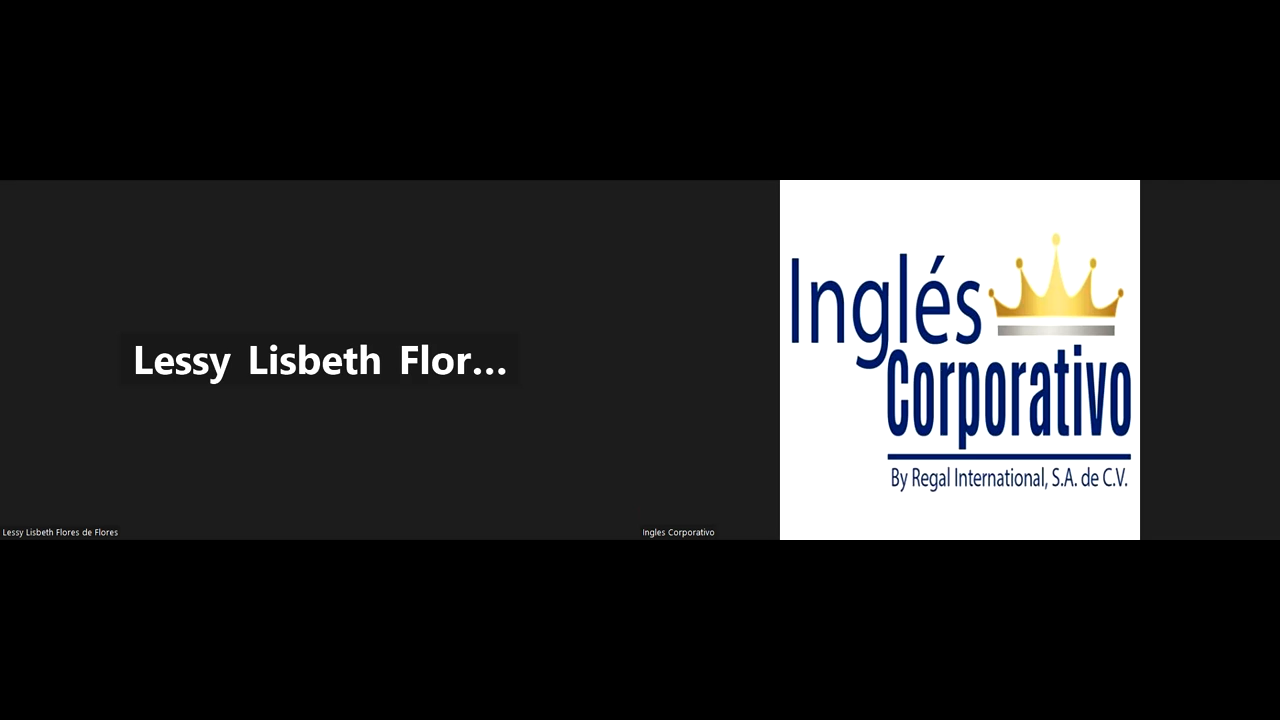 Lessy Lisbeth Flor...
Lessy Lisbeth Flores de Flores
Inglés
Corporativo
By Regal International, S.A. de C.V.
Ingles Corporativo